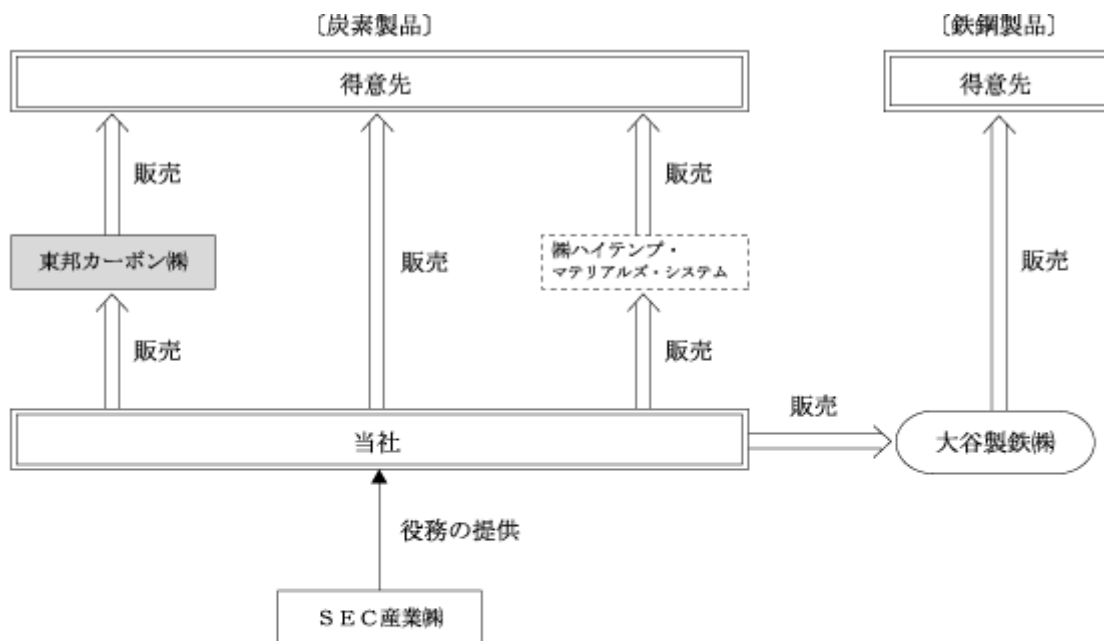 〔炭素製品〕
〔鉄鋼製品〕
得意先
得意先
販売
販売
東邦カーボン㈱
販売
㈱ハイテンプ・
マテリアルズ・システム
販売
販売
販売
販売
当社
大谷製鉄㈱
役務の提供
ＳＥＣ産業㈱